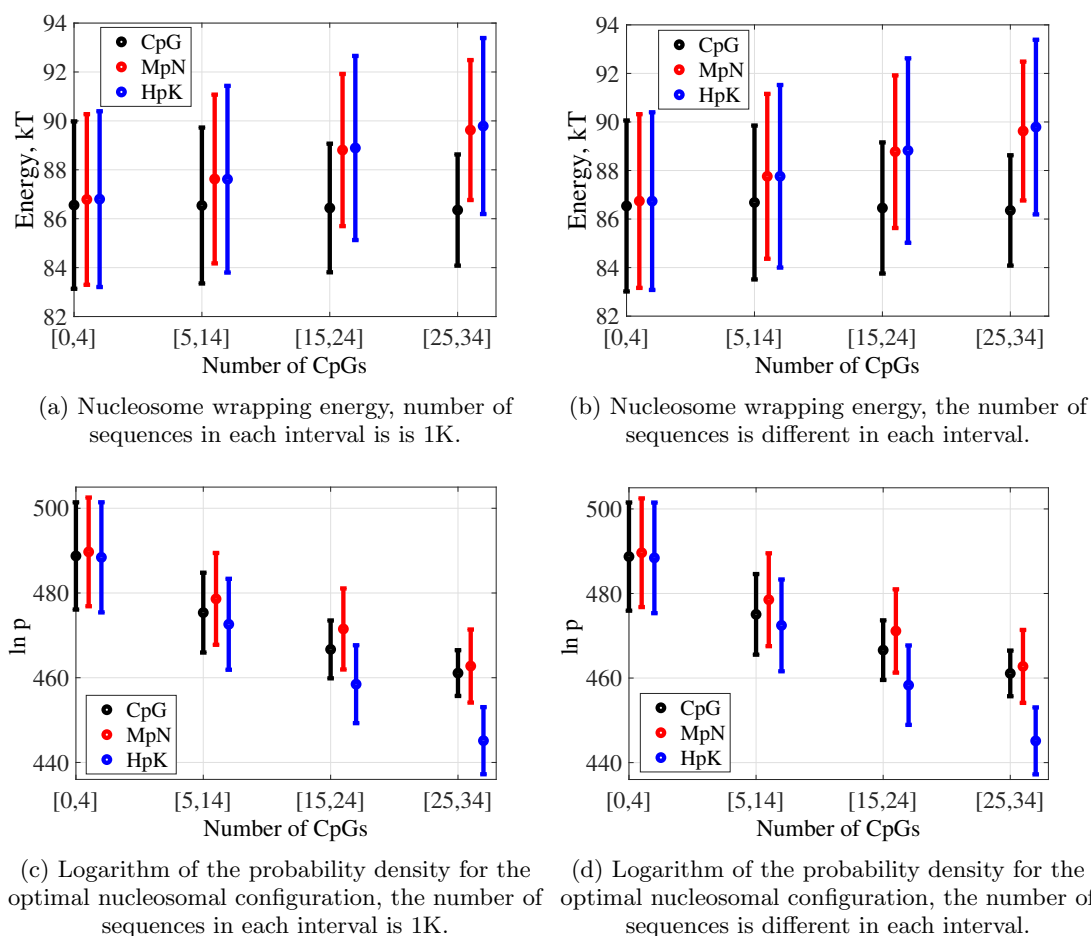 94
92
90
88
86
84
82
Energy, kT
CpG
MpN
HpK
[0,4]
[5,14]
[15,24]
[25,34]
Number of CpGs
(a) Nucleosome wrapping energy, number of
sequences in each interval is is 1K.
94
92
90
88
86
84
82
Energy, kT
CpG
MpN
HpK
[0,4]
[5,14]
[15,24]
[25,34]
Number of CpGs
(b) Nucleosome wrapping energy, the number of
sequences is different in each interval.
500
480
460
440
ln p
CpG
MpN
HpK
[0,4]
[5,14]
[15,24]
[25,34]
Number of CpGs
(c) Logarithm of the probability density for the
optimal nucleosomal configuration, the number of
sequences in each interval is 1K.
500
480
460
440
ln p
CpG
MpN
HpK
[0,4]
[5,14]
[15,24]
[25,34]
Number of CpGs
(d) Logarithm of the probability density for the
optimal nucleosomal configuration, the number of
sequences is different in each interval.